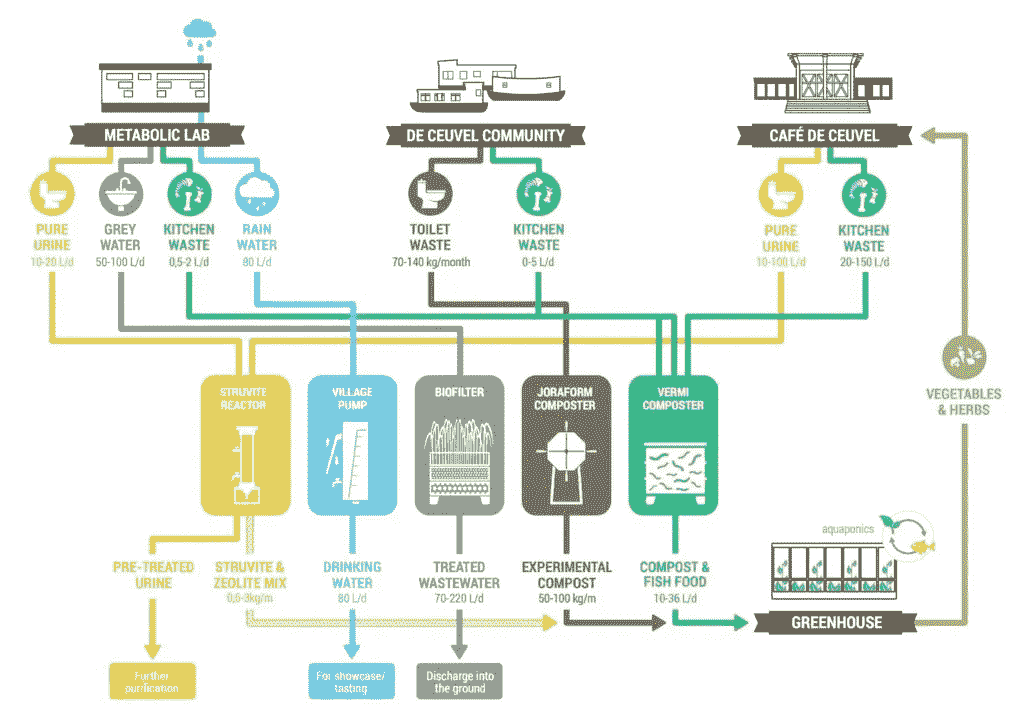 METABOLIC LAB
DE CEUVEL COMMUNITY
CAFÉ DE CEUVEL
PURE
URINE
10-20 L/d
GREY
WATER
50-100 L/d
KITCHEN
WASTE
0,5-2 L/d
RAIN
WATER
80 L/d
TOILET
WASTE
70-140 kg/month
KITCHEN
WASTE
0-5 L/d
PURE
URINE
10-100 L/d
KITCHEN
WASTE
20-150 L/d
STRUVITE
REACTOR
VILLAGE
PUMP
BIOFILTER
JORAFORM
COMPOSTER
VERMI
COMPOSTER
VEGETABLES
& HERBS
aquaponics
PRE-TREATED
URINE
STRUVITE &
ZEOLITE MIX
0,6-3kg/m
DRINKING
WATER
80 L/d
TREATED
WASTEWATER
70-220 L/d
EXPERIMENTAL
COMPOST
50-100 kg/m
COMPOST &
FISH FOOD
10-36 L/d
GREENHOUSE
Further
purification
For showcase/
tasting
Discharge into
the ground